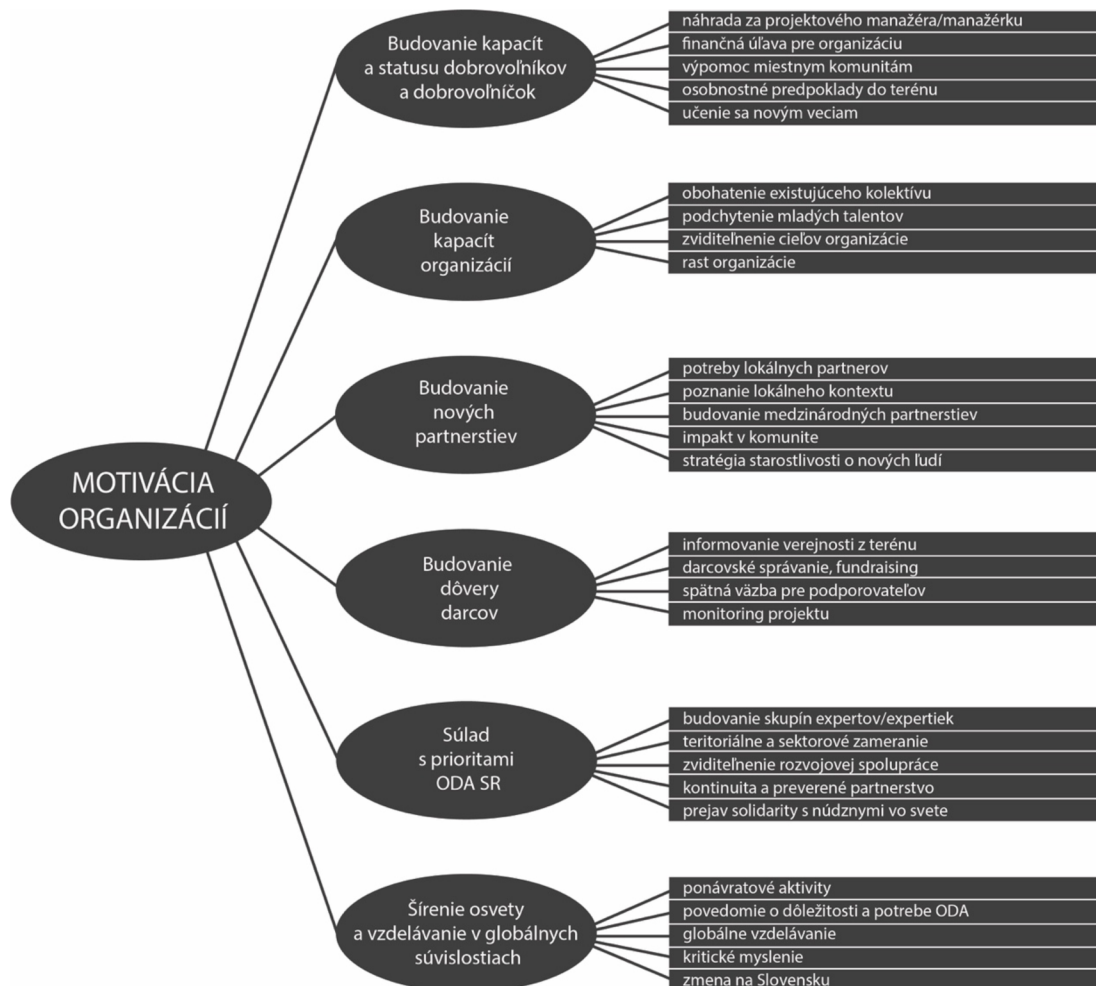 MOTIVÁCIA
ORGANIZÁCIÍ
Budovanie kapacít
a statusu dobrovoľníkov
a dobrovoľníčok
náhrada za projektového manažéra/manažérku
finančná úľava pre organizáciu
výpomoc miestnym komunitám
osobnostné predpoklady do terénu
učenie sa novým veciam
Budovanie
kapacít
organizácií
obohatenie existujúceho kolektívu
podchytenie mladých talentov
zviditeľnenie cieľov organizácie
rast organizácie
Budovanie
nových
partnerstiev
potreby lokálnych partnerov
poznanie lokálneho kontextu
budovanie medzinárodných partnerstiev
impakt v komunite
stratégia starostlivosti o nových ľudí
Budovanie
dôvery
darcov
informovanie verejnosti z terénu
darcovské správanie, fundraising
spätná väzba pre podporovateľov
monitoring projektu
Súlad
s prioritami
ODA SR
budovanie skupín expertov/expertiek
teritoriálne a sektorové zameranie
zviditeľnenie rozvojovej spolupráce
kontinuita a preverené partnerstvo
prejav solidarity s núdznymi vo svete
Šírenie osvety
a vzdelávanie v globálnych
súvislostiach
ponávratové aktivity
povedomie o dôležitosti a potrebe ODA
globálne vzdelávanie
kritické myslenie
zmena na Slovensku